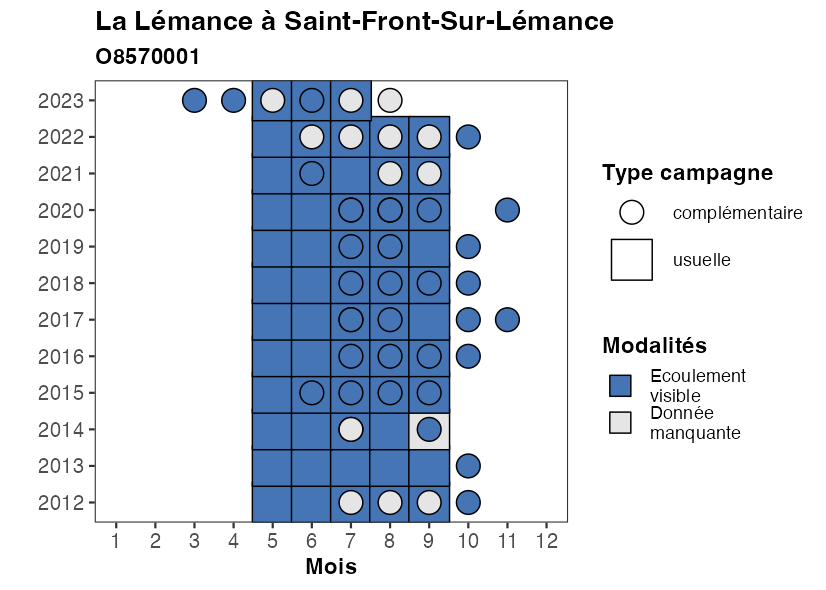 La Lémance à Saint-Front-Sur-Lémance
O8570001
2023
2022
2021
2020
2019
2018
2017
2016
2015
2014
2013
2012
1 2 3 4 5 6 7 8 9 10 11 12
Mois
Type campagne
complémentaire
usuelle
Modalités
Ecoulement
visible
Donnée
manquante